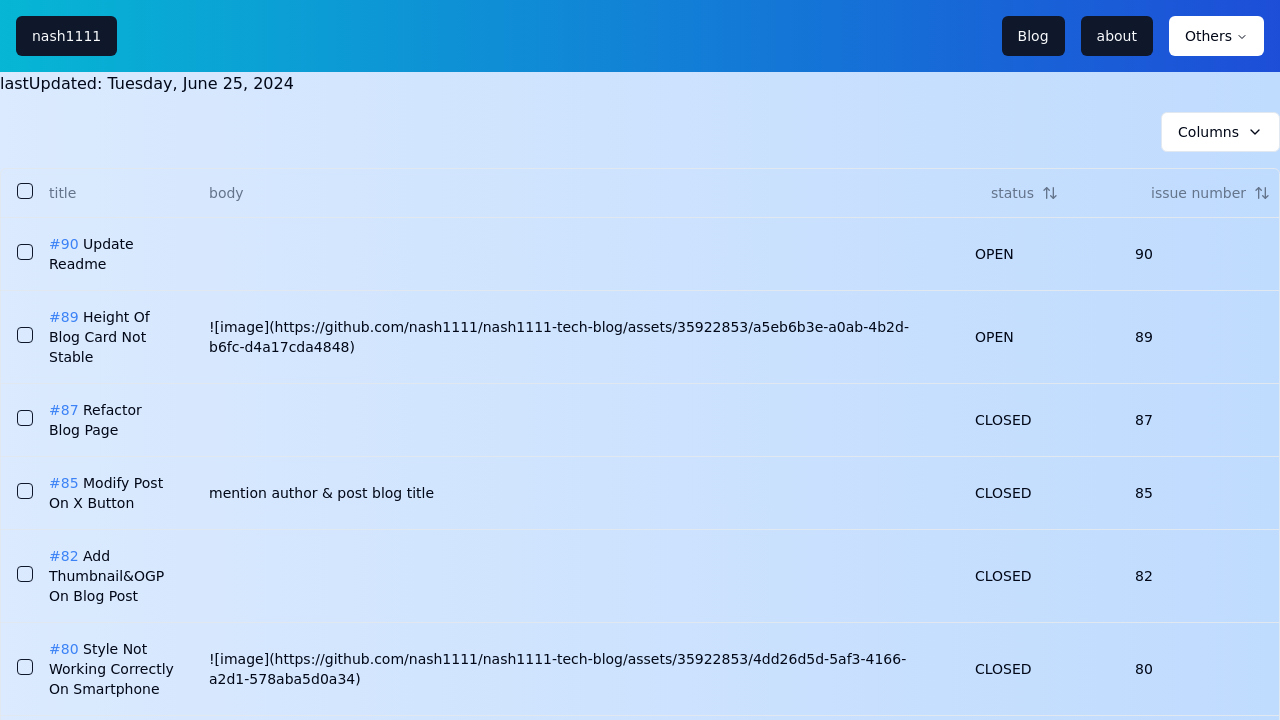 nash1111
Blog
about
Others
lastUpdated: Tuesday, June 25, 2024
Columns
title
body
status
issue number
#90 Update
Readme
OPEN
90
#89 Height Of
Blog Card Not
Stable
![image](https://github.com/nash1111/nash1111-tech-blog/assets/35922853/a5eb6b3e-a0ab-4b2d-
b6fc-d4a17cda4848)
OPEN
89
#87 Refactor
Blog Page
CLOSED
87
#85 Modify Post
On X Button
mention author & post blog title
CLOSED
85
#82 Add
Thumbnail&OGP
On Blog Post
CLOSED
82
#80 Style Not
Working Correctly
On Smartphone
![image](https://github.com/nash1111/nash1111-tech-blog/assets/35922853/4dd26d5d-5af3-4166-
a2d1-578aba5d0a34)
CLOSED
80